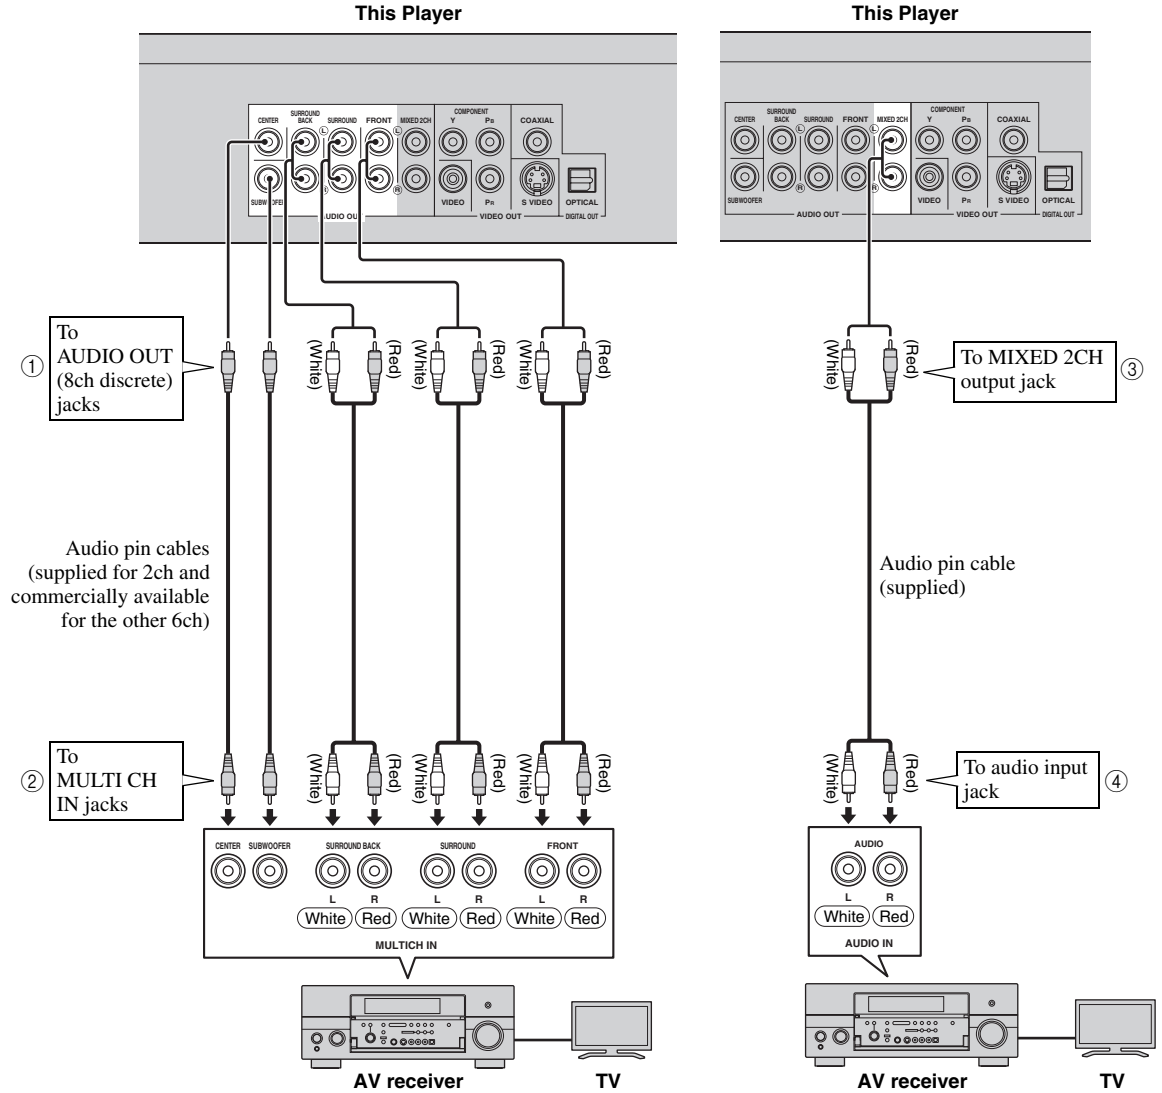 This Player
CENTER
SURROUND
BACK
SURROUND
FRONT
MIXED 2CH
L
L
R
R
SUBWOOFER
AUDIO OUT
COMPONENT
Y
PB
VIDEO
PR
VIDEO OUT
COAXIAL
S VIDEO
OPTICAL
DIGITAL OUT
① To
AUDIO OUT
(8ch discrete)
jacks
(White)
(Red)
(White)
(Red)
(White)
(Red)
Audio pin cables
(supplied for 2ch and
commercially available
for the other 6ch)
② To
MULTI CH
IN jacks
(White)
(Red)
(White)
(Red)
(White)
(Red)
CENTER SUBWOOFER SURROUND BACK SURROUND FRONT
L R L R L R
White Red White Red White Red
MULTI CH IN
AV receiver
TV
This Player
CENTER
SURROUND
BACK
SURROUND
FRONT
MIXED 2CH
L
L
R
R
SUBWOOFER
AUDIO OUT
COMPONENT
Y
PB
VIDEO
PR
VIDEO OUT
COAXIAL
S VIDEO
OPTICAL
DIGITAL OUT
(White)
(Red)
To MIXED 2CH
output jack
③
Audio pin cable
(supplied)
(White)
(Red)
To audio input
jack
④
AUDIO
L R
White Red
AUDIO IN
AV receiver
TV